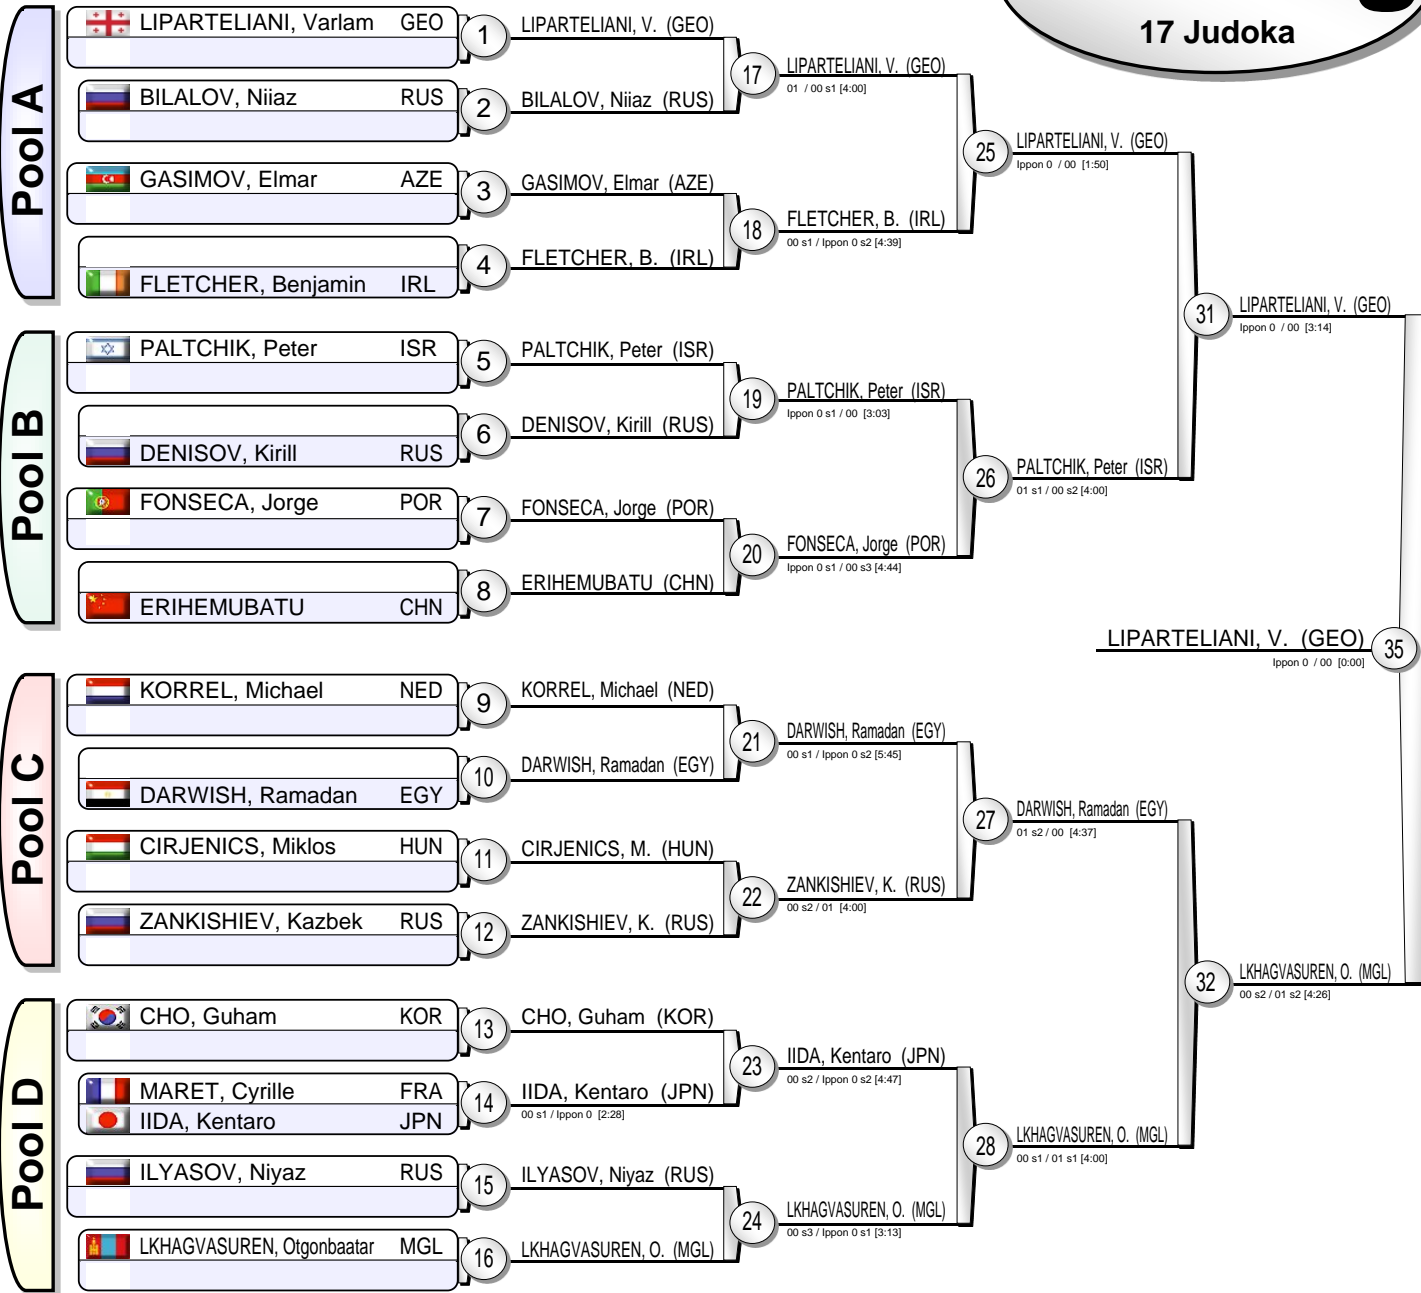 17 Judoka
Pool A
LIPARTELIANI, Varlam GEO
1
BILALOV, Niiaz RUS
2
GASIMOV, Elmar AZE
3
4
FLETCHER, Benjamin IRL
LIPARTELIANI, V. (GEO)
BILALOV, Niiaz (RUS)
17
GASIMOV, Elmar (AZE)
FLETCHER, B. (IRL)
18
LIPARTELIANI, V. (GEO)
01 / 00 s1 [4:00]
FLETCHER, B. (IRL)
00 s1 / Ippon 0 s2 [4:39]
25
LIPARTELIANI, V. (GEO)
Ippon 0 / 00 [1:50]
Pool B
PALTCHIK, Peter ISR
5
6
DENISOV, Kirill RUS
FONSECA, Jorge POR
7
8
ERIHEMUBATU CHN
PALTCHIK, Peter (ISR)
DENISOV, Kirill (RUS)
19
FONSECA, Jorge (POR)
ERIHEMUBATU (CHN)
20
PALTCHIK, Peter (ISR)
Ippon 0 s1 / 00 [3:03]
FONSECA, Jorge (POR)
Ippon 0 s1 / 00 s3 [4:44]
26
PALTCHIK, Peter (ISR)
01 s1 / 00 s2 [4:00]
31
LIPARTELIANI, V. (GEO)
Ippon 0 / 00 [3:14]
LIPARTELIANI, V. (GEO)
35
Ippon 0 / 00 [0:00]
Pool C
KORREL, Michael NED
9
10
DARWISH, Ramadan EGY
CIRJENICS, Miklos HUN
11
ZANKISHIEV, Kazbek RUS
12
KORREL, Michael (NED)
DARWISH, Ramadan (EGY)
21
CIRJENICS, M. (HUN)
ZANKISHIEV, K. (RUS)
22
DARWISH, Ramadan (EGY)
00 s1 / Ippon 0 s2 [5:45]
ZANKISHIEV, K. (RUS)
00 s2 / 01 [4:00]
27
DARWISH, Ramadan (EGY)
01 s2 / 00 [4:37]
Pool D
CHO, Guham KOR
13
MARET, Cyrille FRA
14
IIDA, Kentaro JPN
ILYASOV, Niyaz RUS
15
LKHAGVASUREN, Otgonbaatar MGL
16
CHO, Guham (KOR)
IIDA, Kentaro (JPN)
00 s1 / Ippon 0 [2:28]
23
ILYASOV, Niyaz (RUS)
LKHAGVASUREN, O. (MGL)
24
IIDA, Kentaro (JPN)
00 s2 / Ippon 0 s2 [4:47]
LKHAGVASUREN, O. (MGL)
00 s3 / Ippon 0 s1 [3:13]
28
LKHAGVASUREN, O. (MGL)
00 s1 / 01 s1 [4:00]
32
LKHAGVASUREN, O. (MGL)
00 s2 / 01 s2 [4:26]